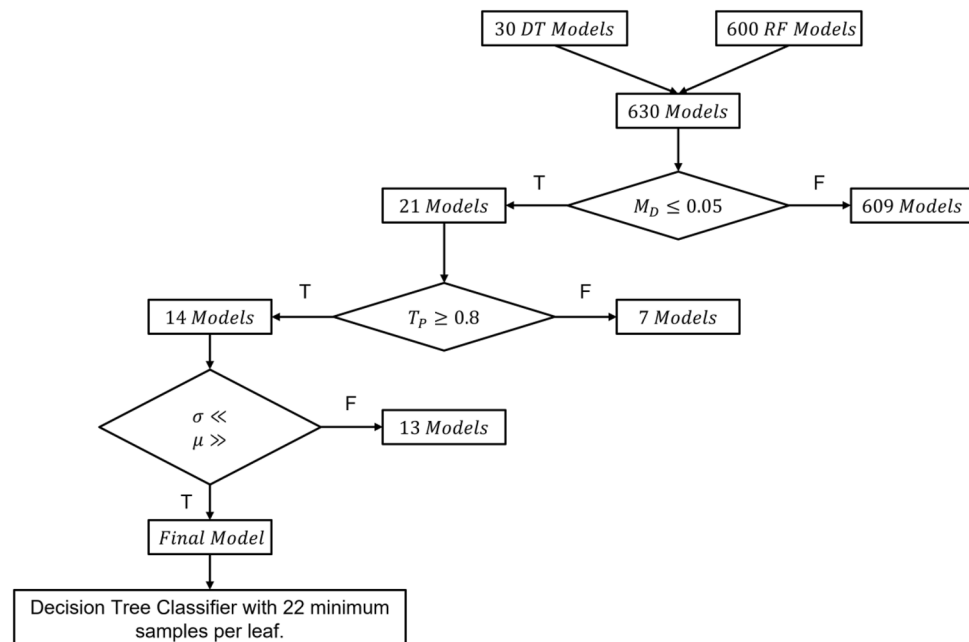 30 DT Models
600 RF Models
630 Models
T
F
21 Models
M_D ≤ 0.05
609 Models
T
F
14 Models
T_P ≥ 0.8
7 Models
σ ≪
μ ≫
F
13 Models
T
Final Model
Decision Tree Classifier with 22 minimum
samples per leaf.